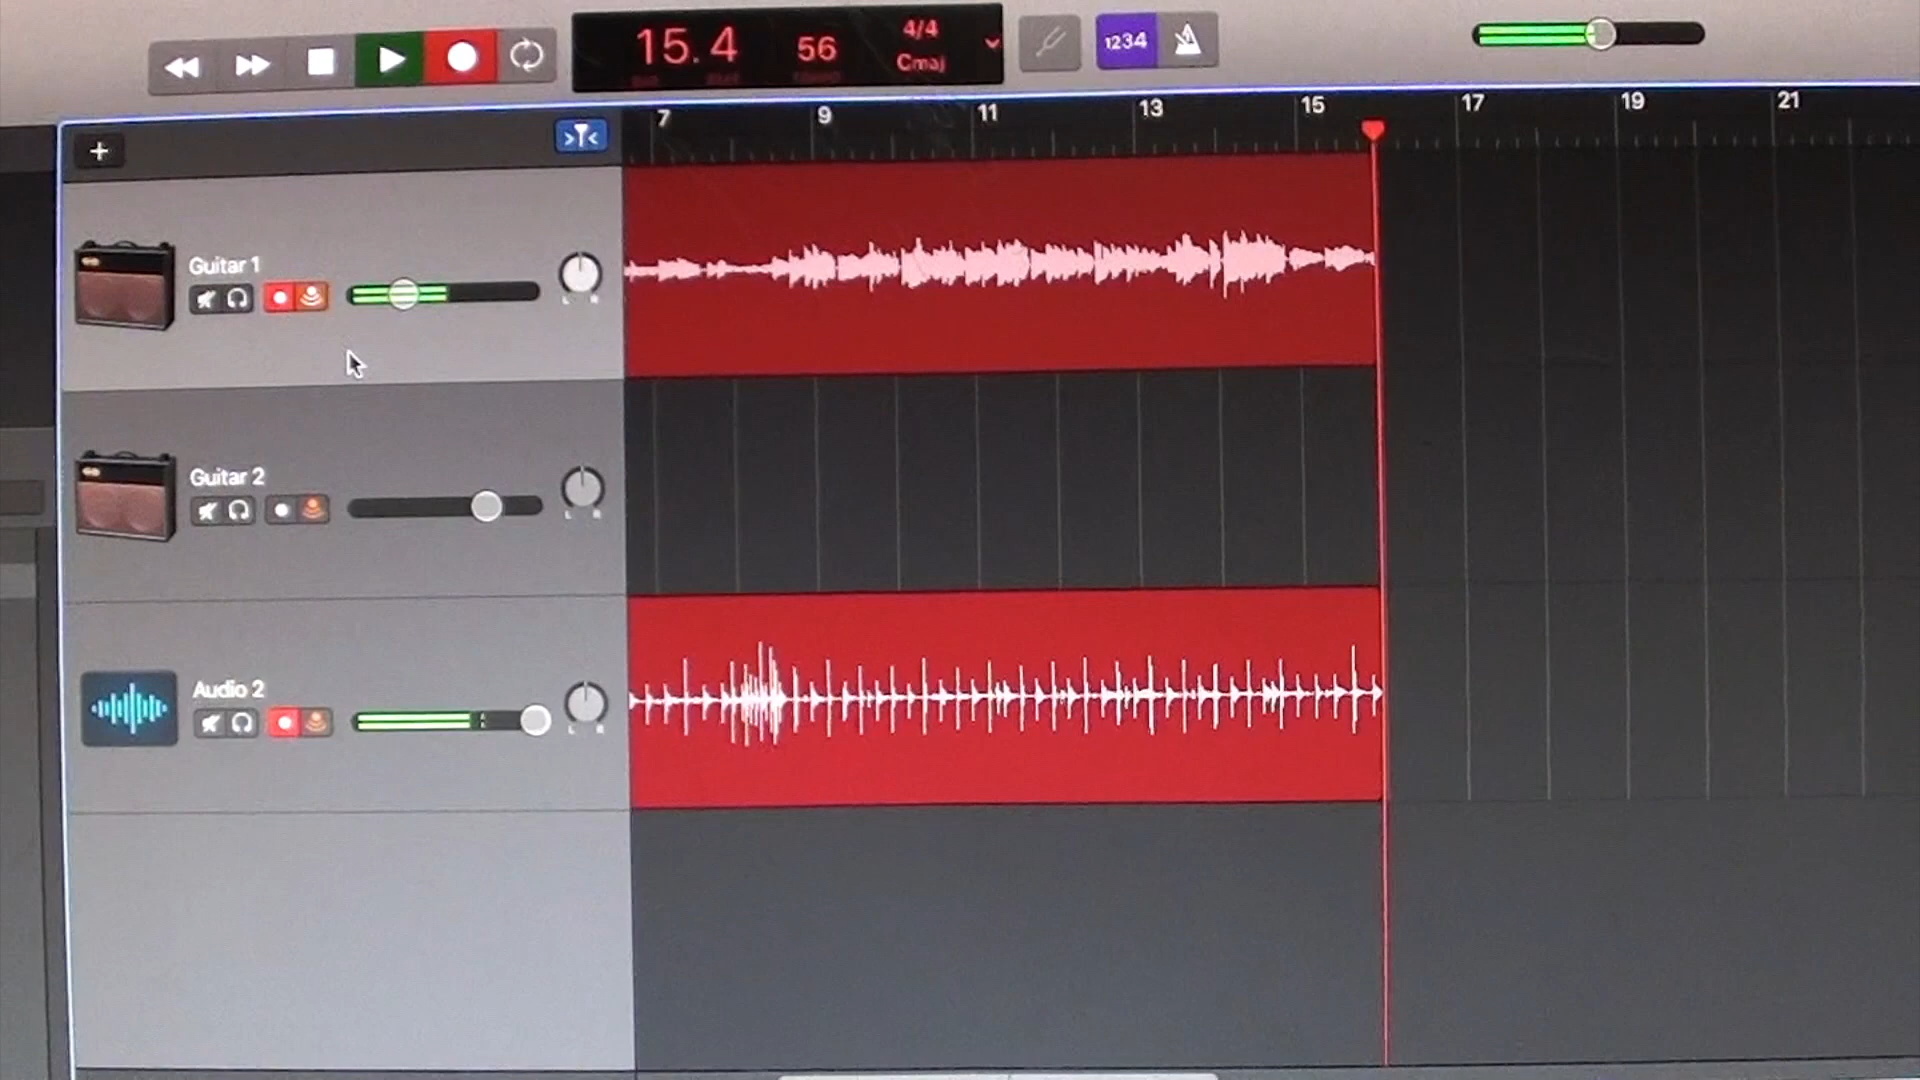 15.4 56 4/4
Cmaj
1234
7 9 11 13 15 17 19 21
Guitar 1
L R
Guitar 2
L R
Audio 2
L R